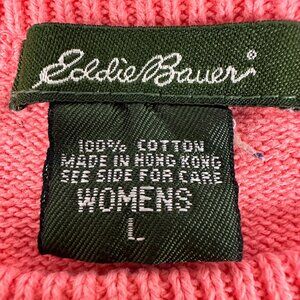 Eddie Bauer®
100% COTTON
MADE IN HONG KONG
SEE SIDE FOR CARE
WOMENS
L